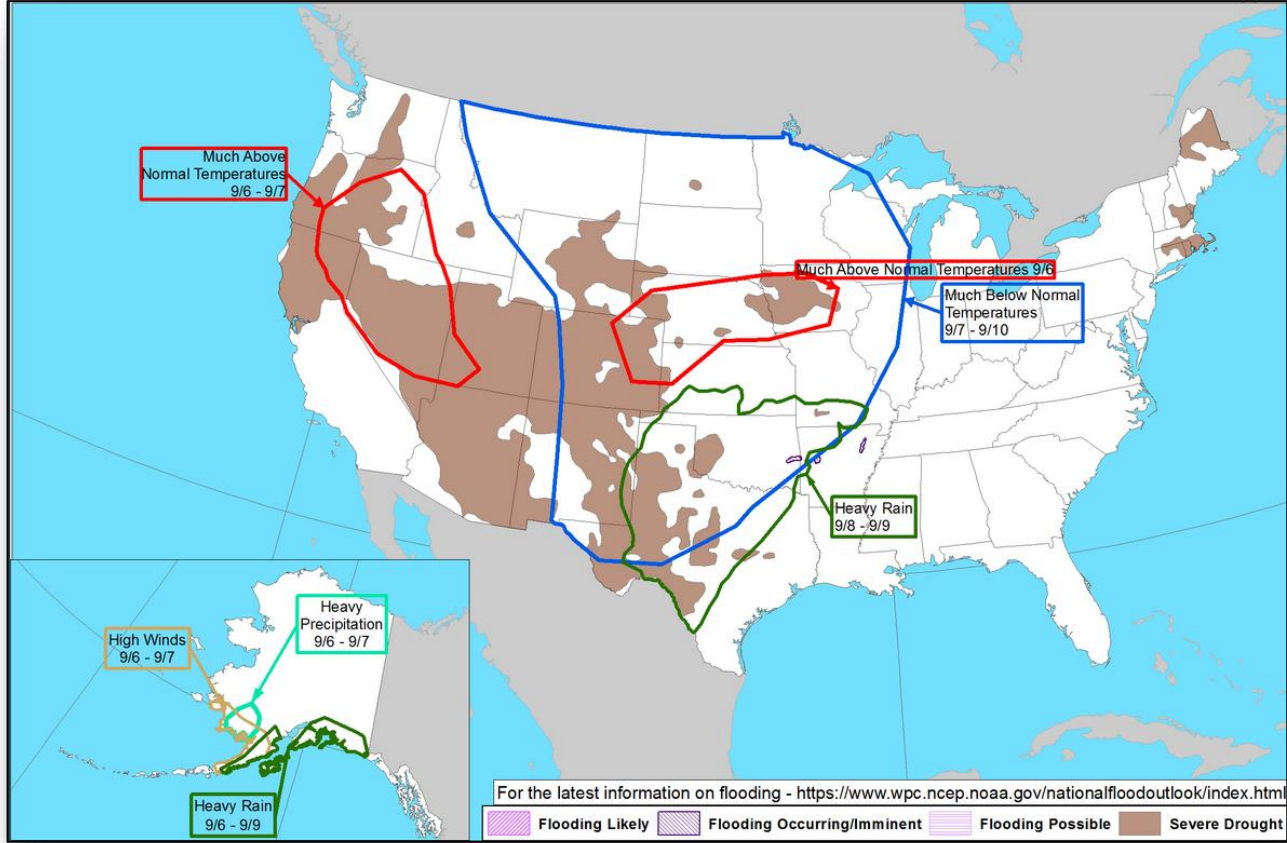 Much Above
Normal Temperatures
9/6 - 9/7
Much Above Normal Temperatures 9/6
Much Below Normal
Temperatures
9/7 - 9/10
Heavy Rain
9/8 - 9/9
Heavy
Precipitation
9/6 - 9/7
High Winds
9/6 - 9/7
Heavy Rain
9/6 - 9/9
For the latest information on flooding - https://www.wpc.ncep.noaa.gov/nationalfloodoutlook/index.html
Flooding Likely Flooding Occurring/Imminent Flooding Possible Severe Drought